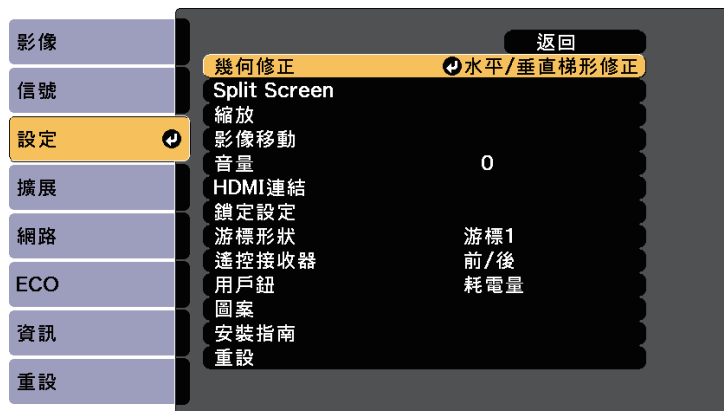 影像
信號
設定
擴展
網路
ECO
資訊
重設
返回
幾何修正 水平/垂直梯形修正
Split Screen
縮放
影像移動
音量 0
HDMI連結
鎖定設定
游標形狀 游標1
遙控接收器 前/後
用戶鈕 耗電量
圖案
安裝指南
重設